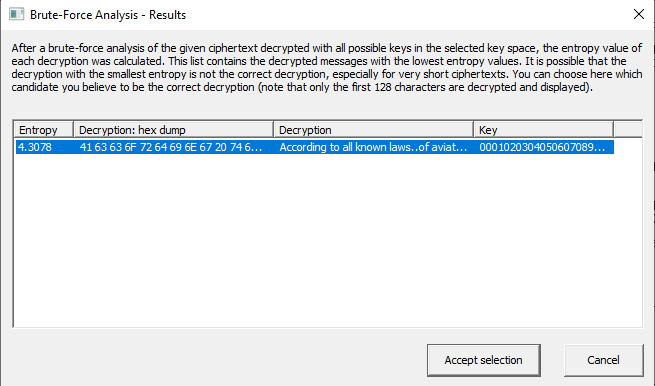 Brute-Force Analysis - Results
After a brute-force analysis of the given ciphertext decrypted with all possible keys in the selected key space, the entropy value of
each decryption was calculated. This list contains the decrypted messages with the lowest entropy values. It is possible that the
decryption with the smallest entropy is not the correct decryption, especially for very short ciphertexts. You can choose here which
candidate you believe to be the correct decryption (note that only the first 128 characters are decrypted and displayed).
Entropy Decryption: hex dump Decryption Key
4.3078 41 63 63 6F 72 64 69 6E 67 20 74 6... According to all known laws..of aviat... 000102030405060708​9...
Accept selection Cancel